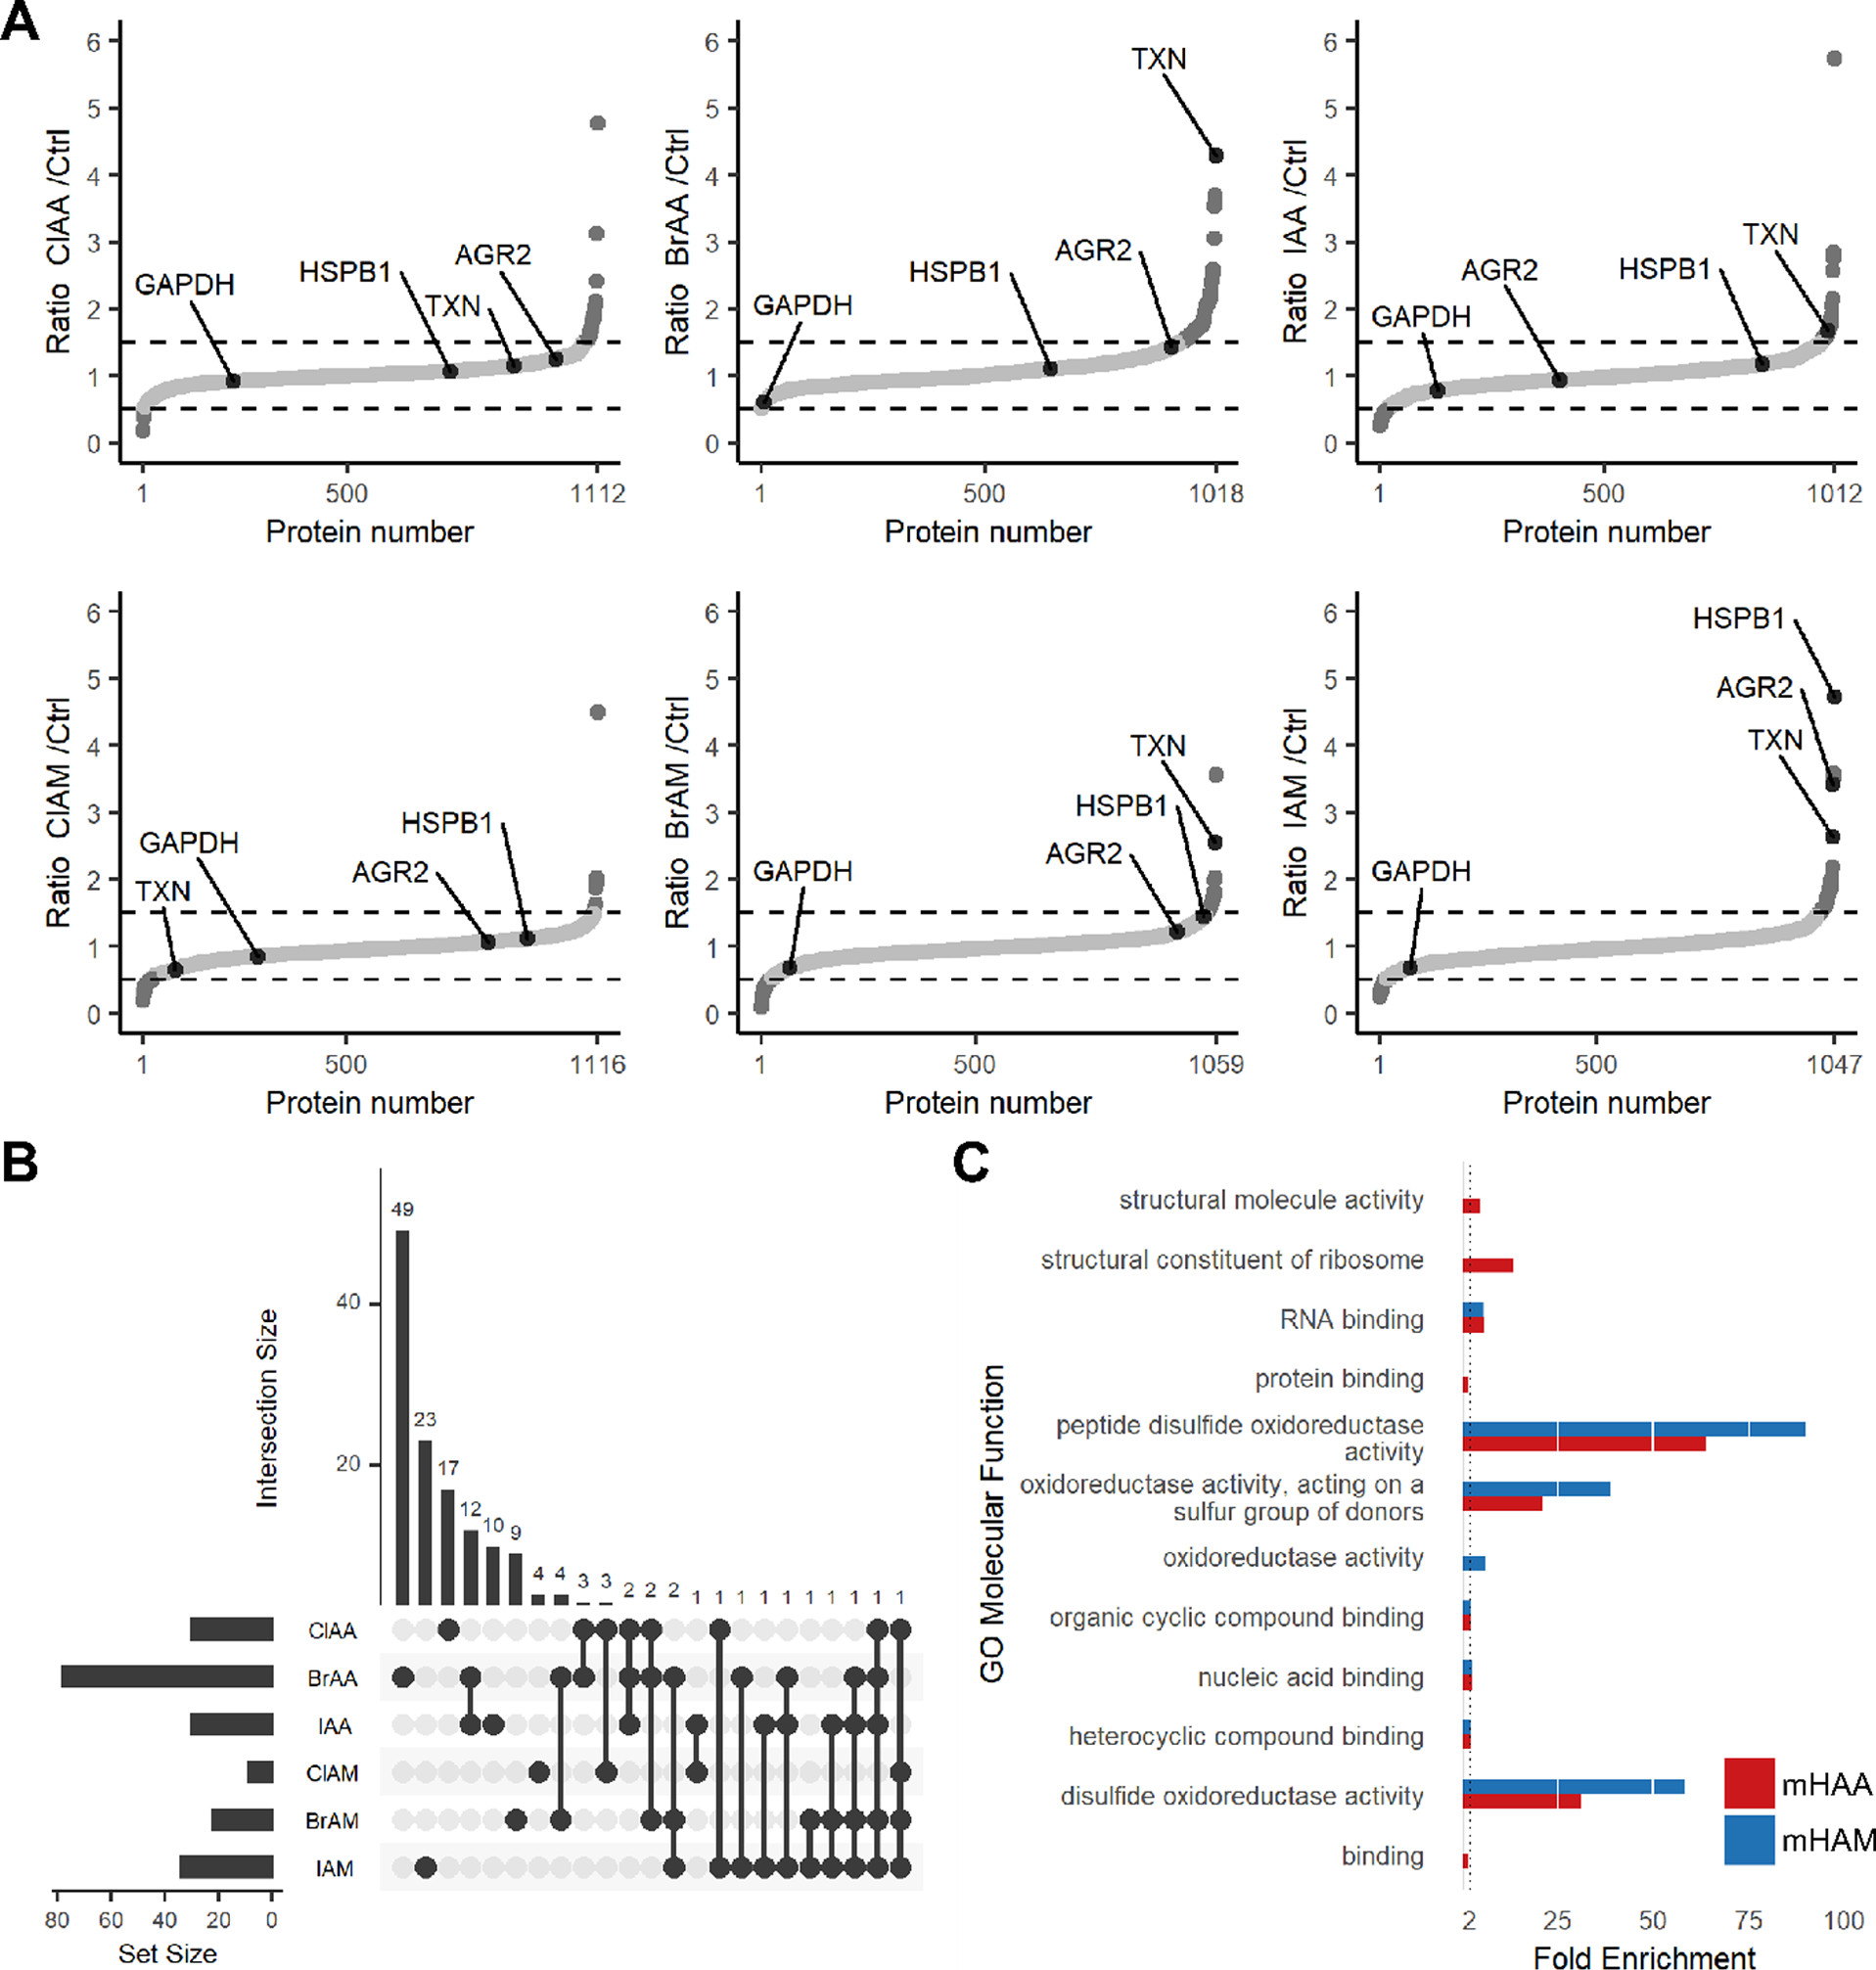 A
Ratio ClAA /Ctrl
6
5
4
3
2
1
0
GAPDH
HSPB1
TXN
AGR2
1
500
1112
Protein number
Ratio BrAA /Ctrl
6
5
4
3
2
1
0
GAPDH
HSPB1
AGR2
TXN
1
500
1018
Protein number
Ratio IAA /Ctrl
6
5
4
3
2
1
0
GAPDH
AGR2
HSPB1
TXN
1
500
1012
Protein number
Ratio ClAM /Ctrl
6
5
4
3
2
1
0
TXN
GAPDH
AGR2
HSPB1
1
500
1116
Protein number
Ratio BrAM /Ctrl
6
5
4
3
2
1
0
GAPDH
AGR2
HSPB1
TXN
1
500
1059
Protein number
Ratio IAM /Ctrl
6
5
4
3
2
1
0
GAPDH
HSPB1
AGR2
TXN
1
500
1047
Protein number
B
Intersection Size
40
20
49
23
17
12
10
9
4
4
3
3
2
2
2
1
1
1
1
1
1
1
1
1
1
ClAA
BrAA
IAA
ClAM
BrAM
IAM
80
60
40
20
0
Set Size
C
GO Molecular Function
structural molecule activity
structural constituent of ribosome
RNA binding
protein binding
peptide disulfide oxidoreductase
activity
oxidoreductase activity, acting on a
sulfur group of donors
oxidoreductase activity
organic cyclic compound binding
nucleic acid binding
heterocyclic compound binding
disulfide oxidoreductase activity
binding
mHAA
mHAM
2
25
50
75
100
Fold Enrichment